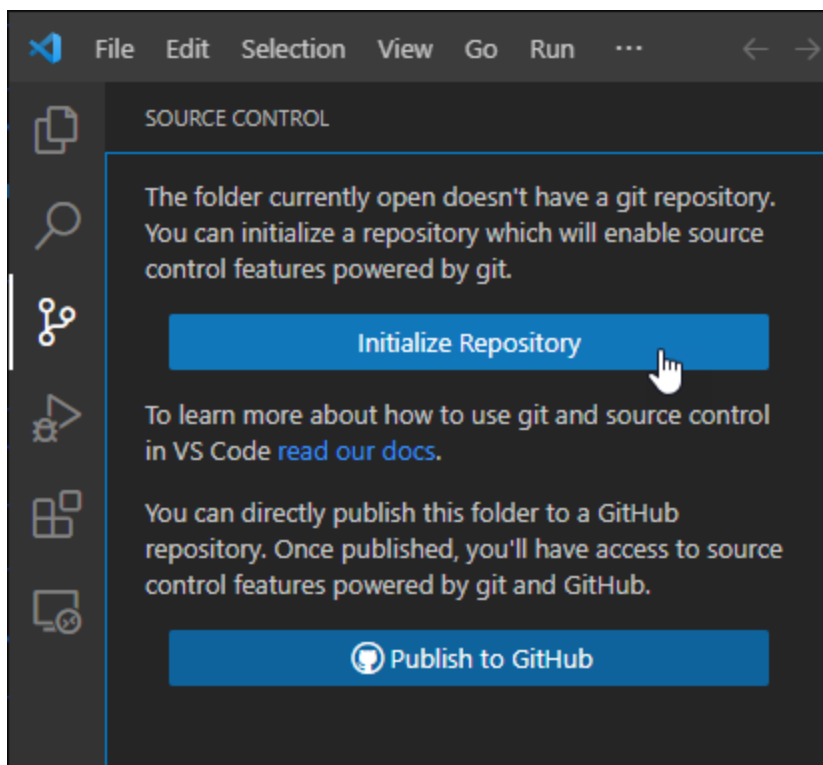 File Edit Selection View Go Run ···
SOURCE CONTROL
The folder currently open doesn't have a git repository.
You can initialize a repository which will enable source
control features powered by git.
Initialize Repository
To learn more about how to use git and source control
in VS Code read our docs.
You can directly publish this folder to a GitHub
repository. Once published, you'll have access to source
control features powered by git and GitHub.
Publish to GitHub